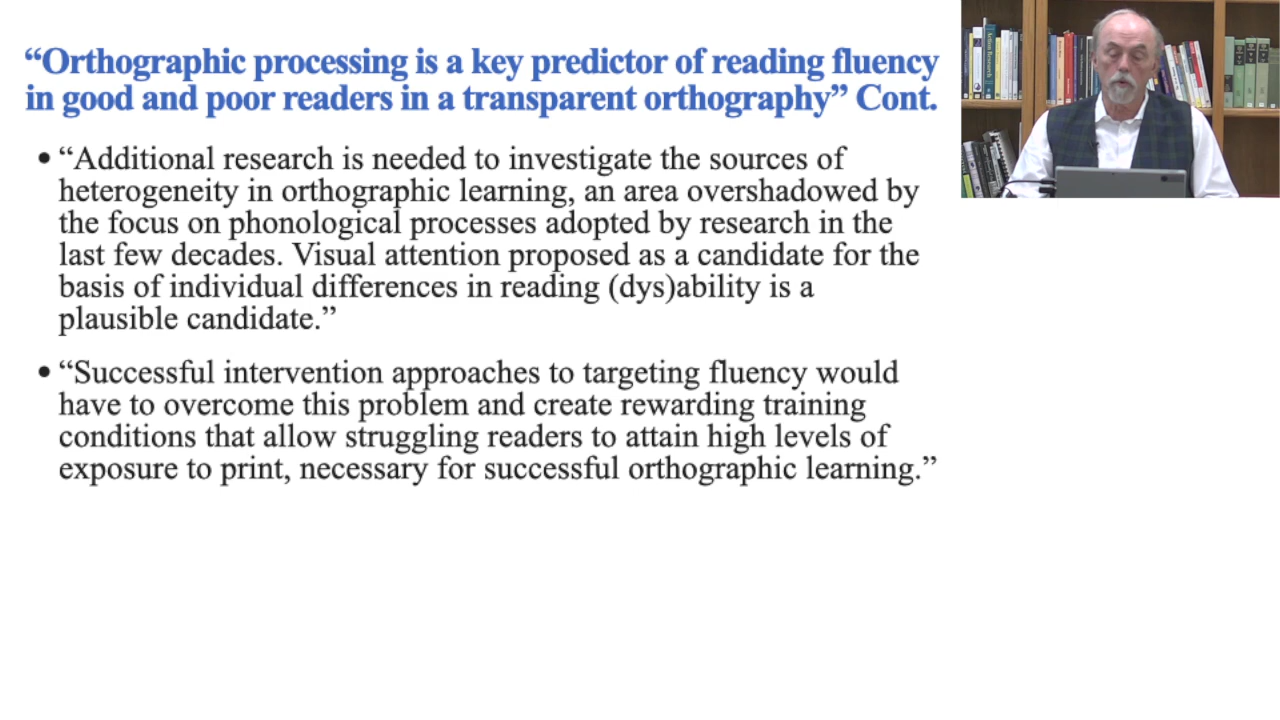 “Orthographic processing is a key predictor of reading fluency
in good and poor readers in a transparent orthography” Cont.
• “Additional research is needed to investigate the sources of
heterogeneity in orthographic learning, an area overshadowed by
the focus on phonological processes adopted by research in the
last few decades. Visual attention proposed as a candidate for the
basis of individual differences in reading (dys)ability is a
plausible candidate.”
• “Successful intervention approaches to targeting fluency would
have to overcome this problem and create rewarding training
conditions that allow struggling readers to attain high levels of
exposure to print, necessary for successful orthographic learning.”